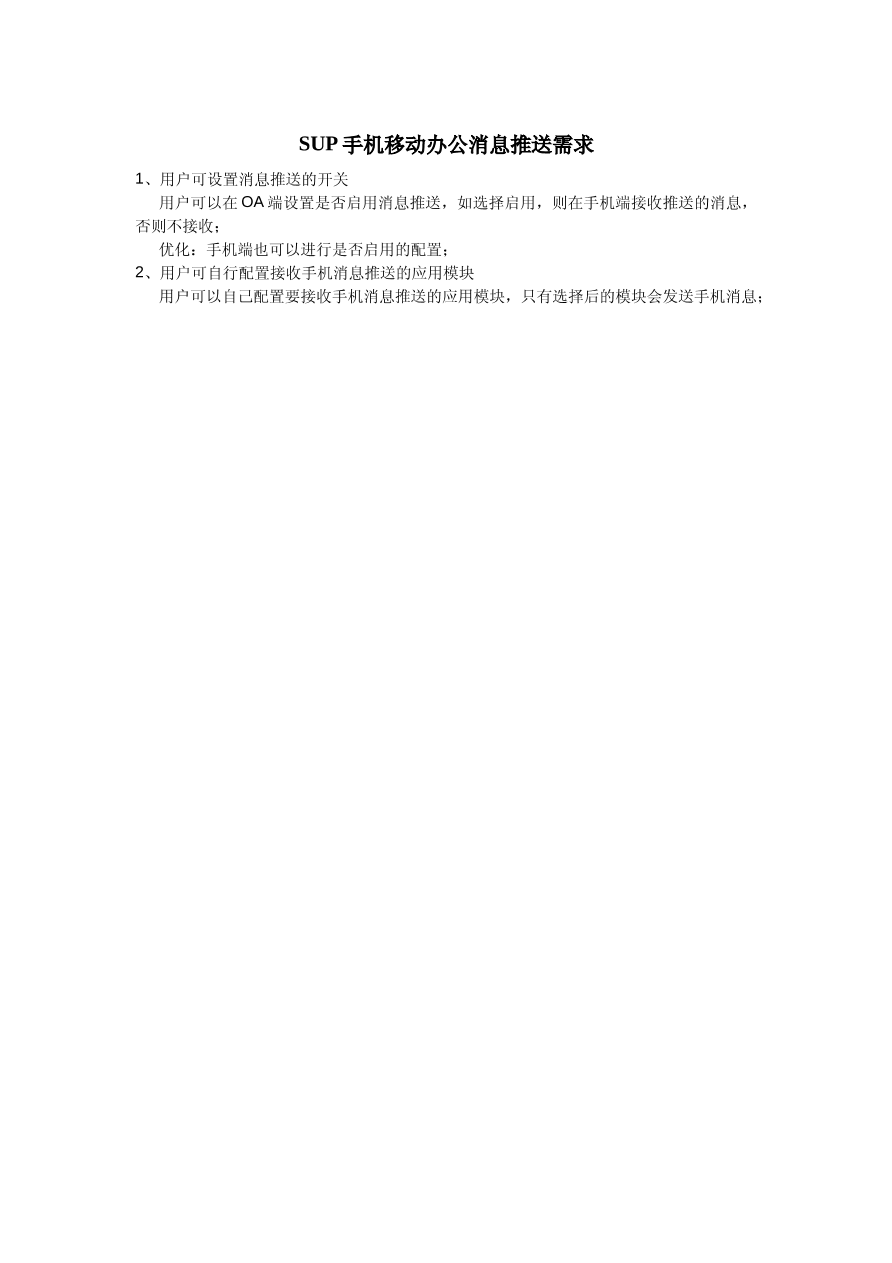 SUP 手机移动办公消息推送需求
1、用户可设置消息推送的开关
用户可以在 OA 端设置是否启用消息推送，如选择启用，则在手机端接收推送的消息，
否则不接收；
优化：手机端也可以进行是否启用的配置；
2、用户可自行配置接收手机消息推送的应用模块
用户可以自己配置要接收手机消息推送的应用模块，只有选择后的模块会发送手机消息；